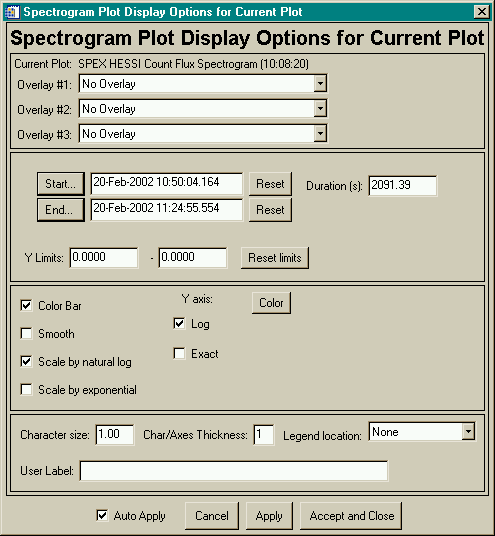 Spectrogram Plot Display Options for Current Plot
Spectrogram Plot Display Options for Current Plot
Current Plot: SPEX HESSI Count Flux Spectrogram (10:08:20)
Overlay #1: No Overlay
Overlay #2: No Overlay
Overlay #3: No Overlay
Start... 20-Feb-2002 10:50:04.164 Reset Duration (s): 2091.39
End... 20-Feb-2002 11:24:55.554 Reset
Y Limits: 0.0000 - 0.0000 Reset limits
Color Bar Y axis: Color
Smooth Log
Scale by natural log Exact
Scale by exponential
Character size: 1.00 Char/Axes Thickness: 1 Legend location: None
User Label:
Auto Apply Cancel Apply Accept and Close